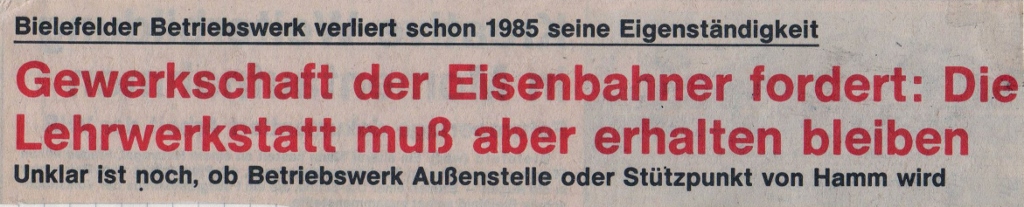 Bielefelder Betriebswerk verliert schon 1985 seine Eigenständigkeit
Gewerkschaft der Eisenbahner fordert: Die
Lehrwerkstatt muß aber erhalten bleiben
Unklar ist noch, ob Betriebswerk Außenstelle oder Stützpunkt von Hamm wird